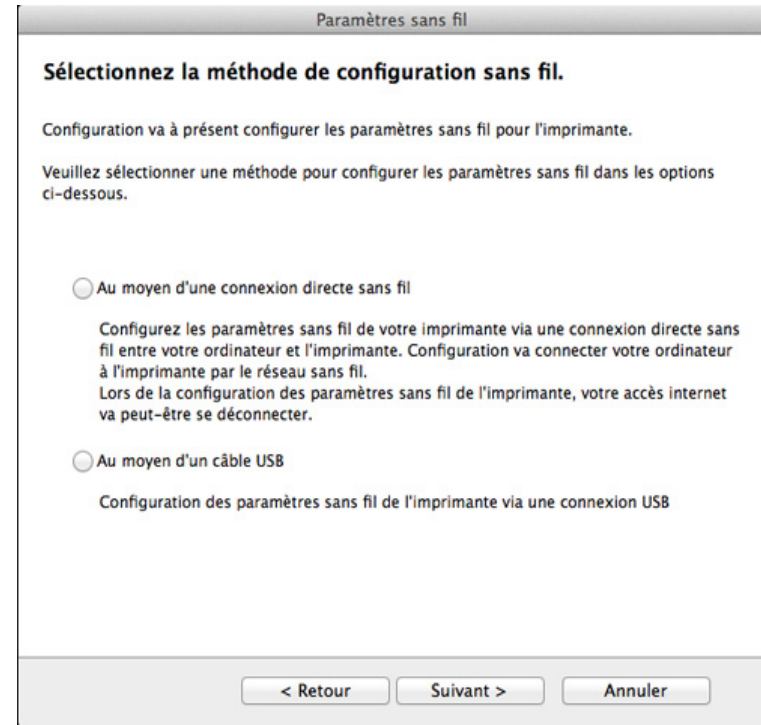 Paramètres sans fil
Sélectionnez la méthode de configuration sans fil.
Configuration va à présent configurer les paramètres sans fil pour l'imprimante.
Veuillez sélectionner une méthode pour configurer les paramètres sans fil dans les options
ci-dessous.
Au moyen d'une connexion directe sans fil
Configurez les paramètres sans fil de votre imprimante via une connexion directe sans
fil entre votre ordinateur et l'imprimante. Configuration va connecter votre ordinateur
à l'imprimante par le réseau sans fil.
Lors de la configuration des paramètres sans fil de l'imprimante, votre accès internet
va peut-être se déconnecter.
Au moyen d'un câble USB
Configuration des paramètres sans fil de l'imprimante via une connexion USB
< Retour Suivant > Annuler